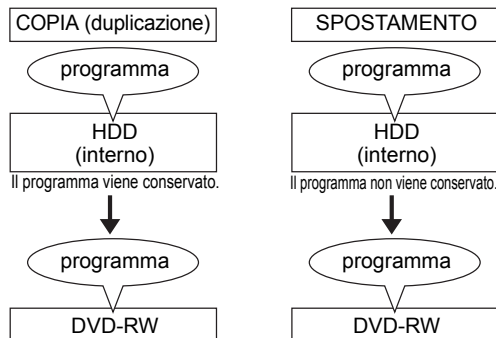 COPIA (duplicazione)
programma
HDD
(interno)
Il programma viene conservato.
programma
DVD-RW
SPOSTAMENTO
programma
HDD
(interno)
Il programma non viene conservato.
programma
DVD-RW